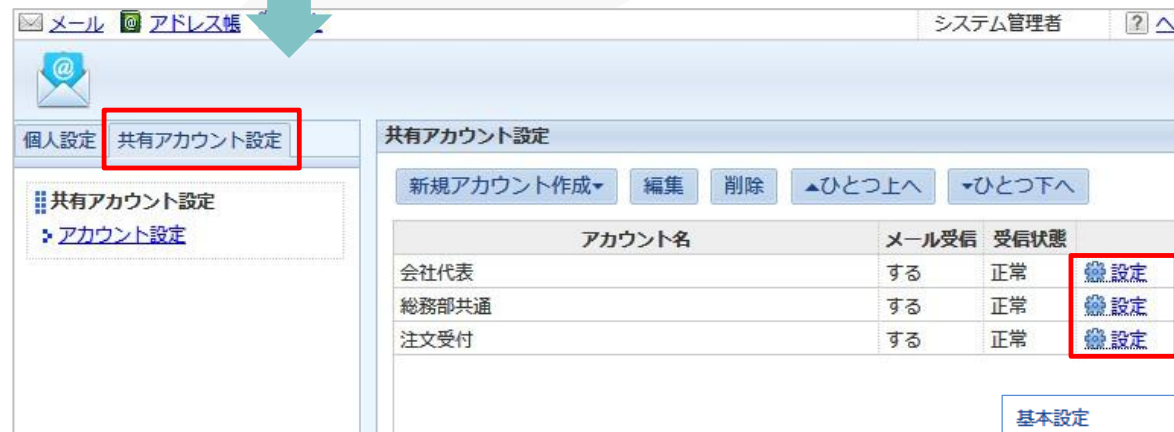 メール アドレス帳 システム管理者 ? ヘ
個人設定 共有アカウント設定
共有アカウント設定
アカウント設定
共有アカウント設定
新規アカウント作成▾ 編集 削除 ▴ひとつ上へ ▾ひとつ下へ
アカウント名 メール受信 受信状態
会社代表 する 正常 設定
総務部共通 する 正常 設定
注文受付 する 正常 設定
基本設定